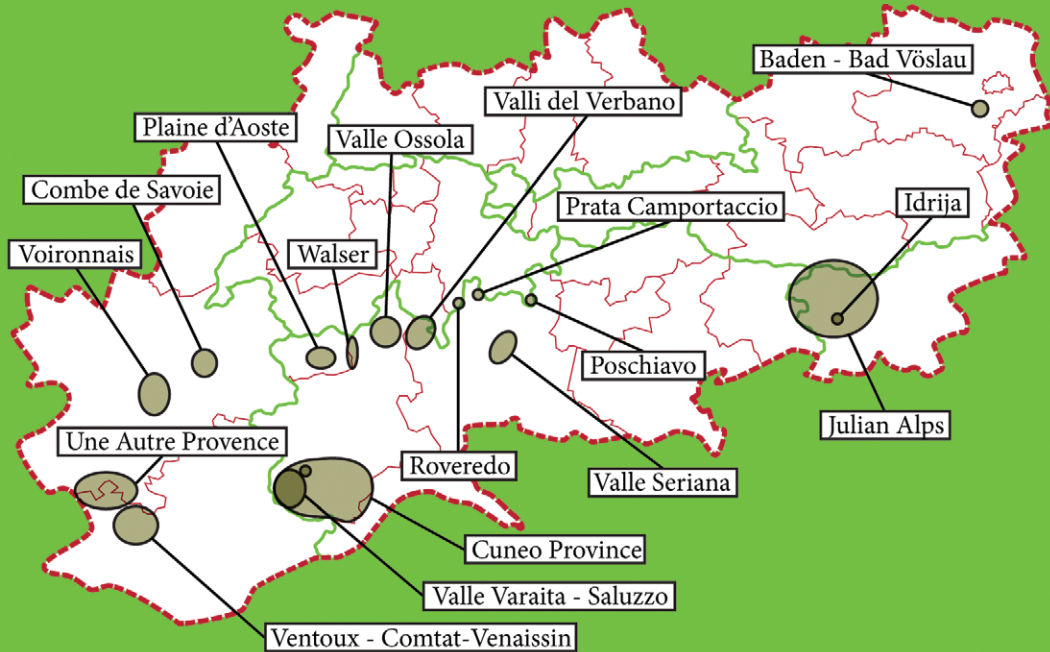 Baden - Bad Vöslau
Valli del Verbano
Plaine d'Aoste
Valle Ossola
Combe de Savoie
Prata Camportaccio
Idrija
Voironnais
Walser
Poschiavo
Julian Alps
Une Autre Provence
Roveredo
Valle Seriana
Cuneo Province
Valle Varaita - Saluzzo
Ventoux - Comtat-Venaissin